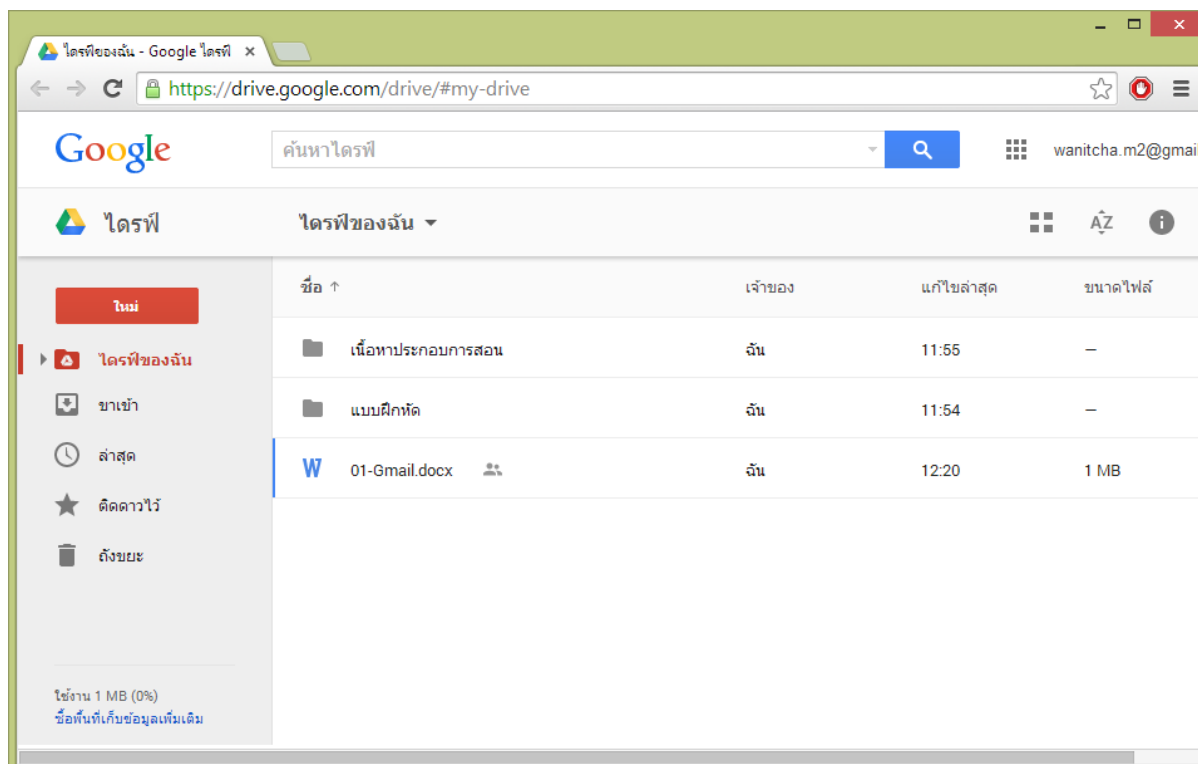 ไดรฟ์ของฉัน - Google ไดรฟ์
https://drive.google.com/drive/#my-drive
Google
ค้นหาไดรฟ์
wanitcha.m2@gmai
ไดรฟ์
ไดรฟ์ของฉัน
AZ
ชื่อ ↑ เจ้าของ แก้ไขล่าสุด ขนาดไฟล์
ใหม่
ไดรฟ์ของฉัน
ขาเข้า
ล่าสุด
ติดดาวไว้
ถังขยะ
เนื้อหาประกอบการสอน ฉัน 11:55 —
แบบฝึกหัด ฉัน 11:54 —
W 01-Gmail.docx ฉัน 12:20 1 MB
ใช้งาน 1 MB (0%)
ซื้อพื้นที่เก็บข้อมูลเพิ่มเติม